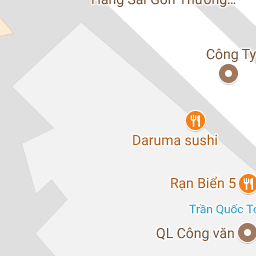 Hàng Sài Gòn Thương...
Công Ty
Daruma sushi
Rạn Biển 5
Trần Quốc To
QL Công văn